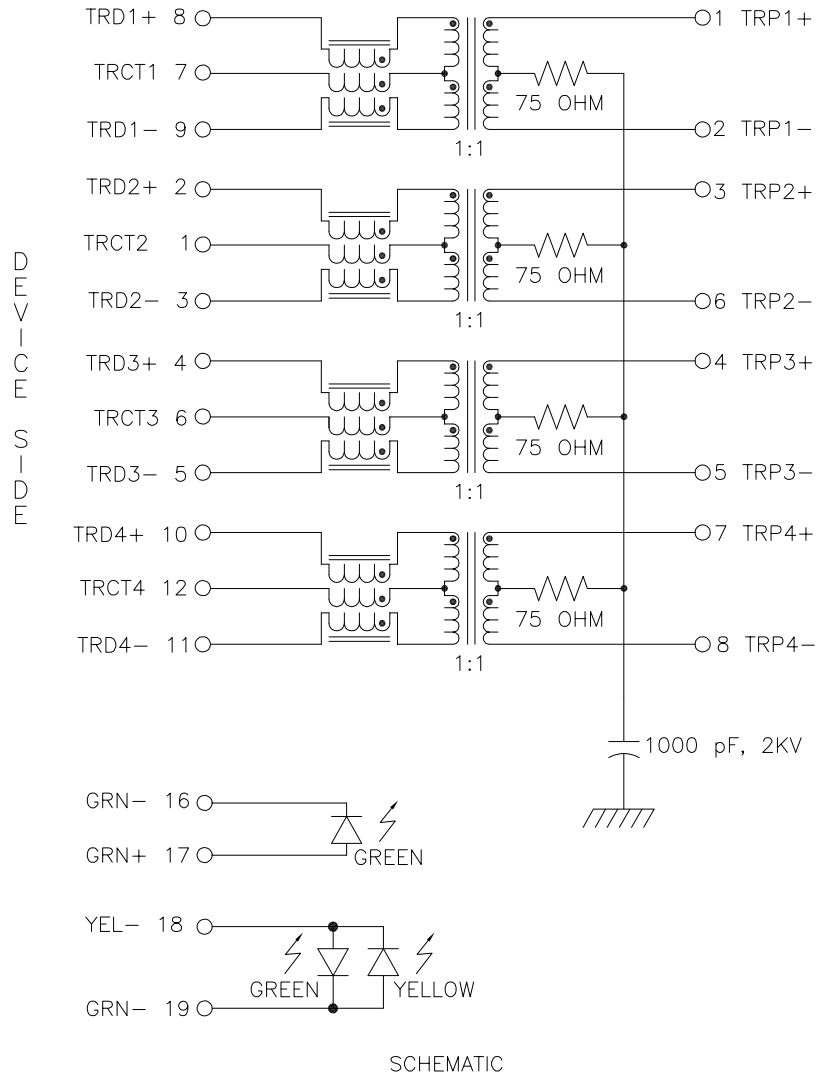 TRD1+ 8 1 TRP1+
TRCT1 7 75 OHM
TRD1- 9 2 TRP1-
1:1
TRD2+ 2 3 TRP2+
TRCT2 1 75 OHM
TRD2- 3 6 TRP2-
1:1
TRD3+ 4 4 TRP3+
TRCT3 6 75 OHM
TRD3- 5 5 TRP3-
1:1
TRD4+ 10 7 TRP4+
TRCT4 12 75 OHM
TRD4- 11 8 TRP4-
1:1
DEVICE SIDE
1000 pF, 2KV
GRN- 16
GRN+ 17 GREEN
YEL- 18
GREEN YELLOW
GRN- 19
SCHEMATIC